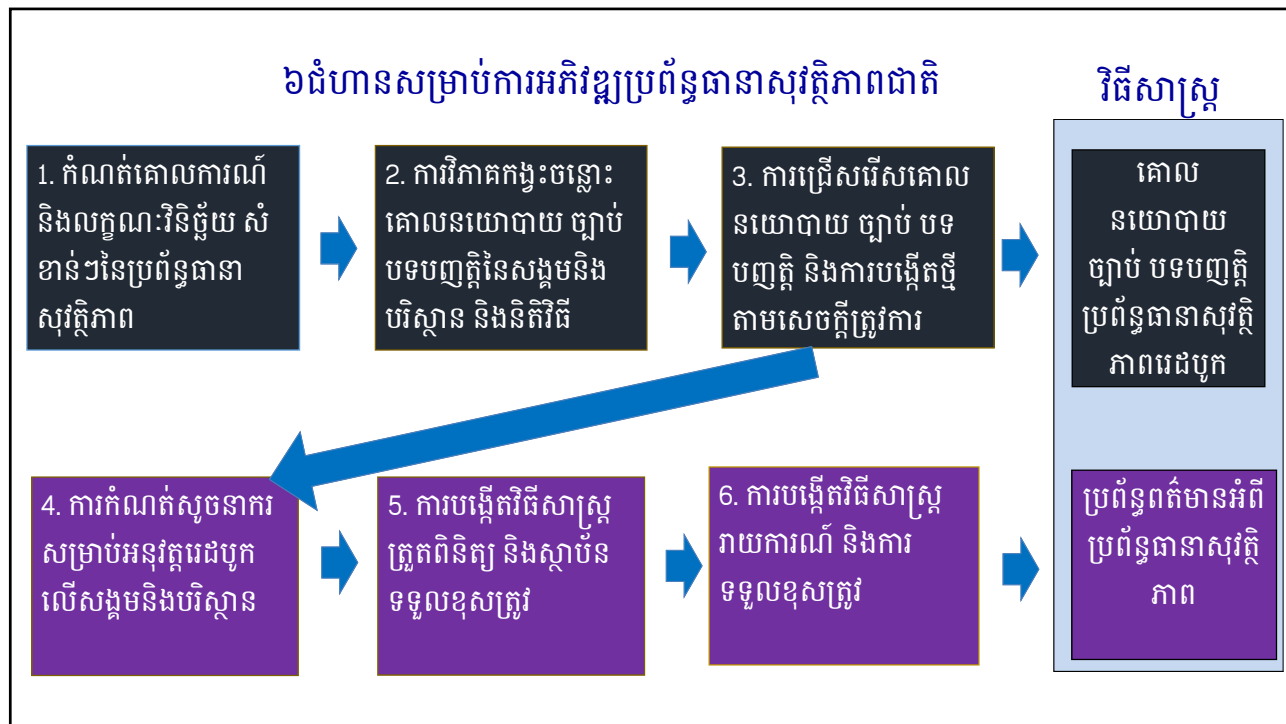 ៦ជំហានសម្រាប់ការអភិវឌ្ឍប្រព័ន្ធធានាសុវត្ថិភាពជាតិ
វិធីសាស្ត្រ
1. កំណត់គោលការណ៍
និងលក្ខណៈវិនិច្ឆ័យ សំ
ខាន់ៗនៃប្រព័ន្ធធានា
សុវត្ថិភាព
2. ការវិភាគកង្វះចន្លោះ
គោលនយោបាយ ច្បាប់
បទបញ្ញត្តិនៃសង្គមនិង
បរិស្ថាន និងនិតិវិធី
3. ការជ្រើសរើសគោល
នយោបាយ ច្បាប់ បទ
បញ្ញត្តិ និងការបង្កើតថ្មី
តាមសេចក្តីត្រូវការ
គោល
នយោបាយ
ច្បាប់ បទបញ្ញត្តិ
ប្រព័ន្ធធានាសុវត្ថិ
ភាពរេដបូក
4. ការកំណត់សូចនាករ
សម្រាប់អនុវត្តរេដបូក
លើសង្គមនិងបរិស្ថាន
5. ការបង្កើតវិធីសាស្ត្រ
ត្រួតពិនិត្យ និងស្ថាប័ន
ទទួលខុសត្រូវ
6. ការបង្កើតវិធីសាស្ត្រ
រាយការណ៍ និងការ
ទទួលខុសត្រូវ
ប្រព័ន្ធពត៌មានអំពី
ប្រព័ន្ធធានាសុវត្ថិ
ភាព